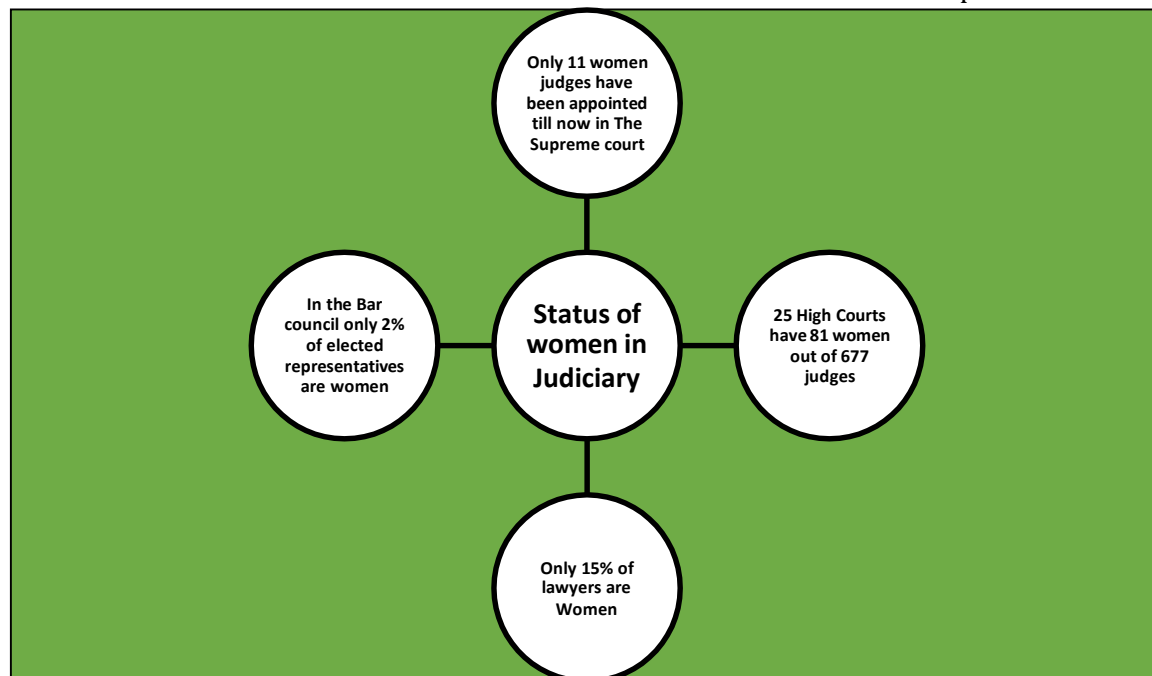 Only 11 women
judges have
been appointed
till now in The
Supreme court
In the Bar
council only 2%
of elected
representatives
are women
Status of
women in
Judiciary
25 High Courts
have 81 women
out of 677
judges
Only 15% of
lawyers are
Women